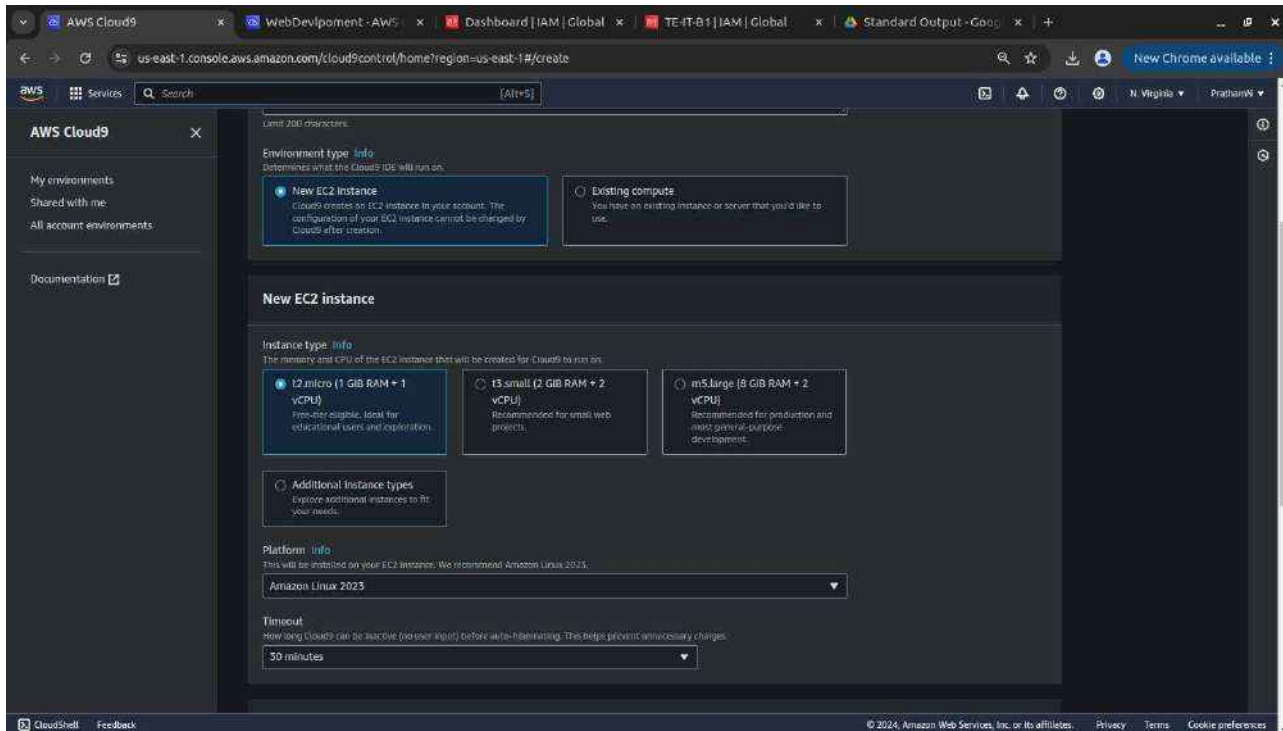 AWS Cloud9
WebDevlpoment - AWS
Dashboard | IAM | Global
TE-IT-B1 | IAM | Global
Standard Output - Goog
us-east-1.console.aws.amazon.com/cloud9control/home?region=us-east-1#/create
New Chrome available
aws
Services
Search
[Alt+S]
N. Virginia
PrathamN
AWS Cloud9
My environments
Shared with me
All account environments
Documentation
Limit 200 characters.
Environment type Info
Determines what the Cloud9 IDE will run on.
New EC2 instance
Cloud9 creates an EC2 instance in your account. The
configuration of your EC2 instance cannot be changed by
Cloud9 after creation.
Existing compute
You have an existing instance or server that you'd like to
use.
New EC2 instance
Instance type Info
The memory and CPU of the EC2 instance that will be created for Cloud9 to run on.
t2.micro (1 GiB RAM + 1
vCPU)
Free-tier eligible. Ideal for
educational users and exploration.
t3.small (2 GiB RAM + 2
vCPU)
Recommended for small web
projects.
m5.large (8 GiB RAM + 2
vCPU)
Recommended for production and
most general-purpose
development.
Additional instance types
Explore additional instances to fit
your needs.
Platform Info
This will be installed on your EC2 instance. We recommend Amazon Linux 2023.
Amazon Linux 2023
Timeout
How long Cloud9 can be inactive (no user input) before auto-hibernating. This helps prevent unnecessary charges.
30 minutes
CloudShell
Feedback
© 2024, Amazon Web Services, Inc. or its affiliates.
Privacy
Terms
Cookie preferences